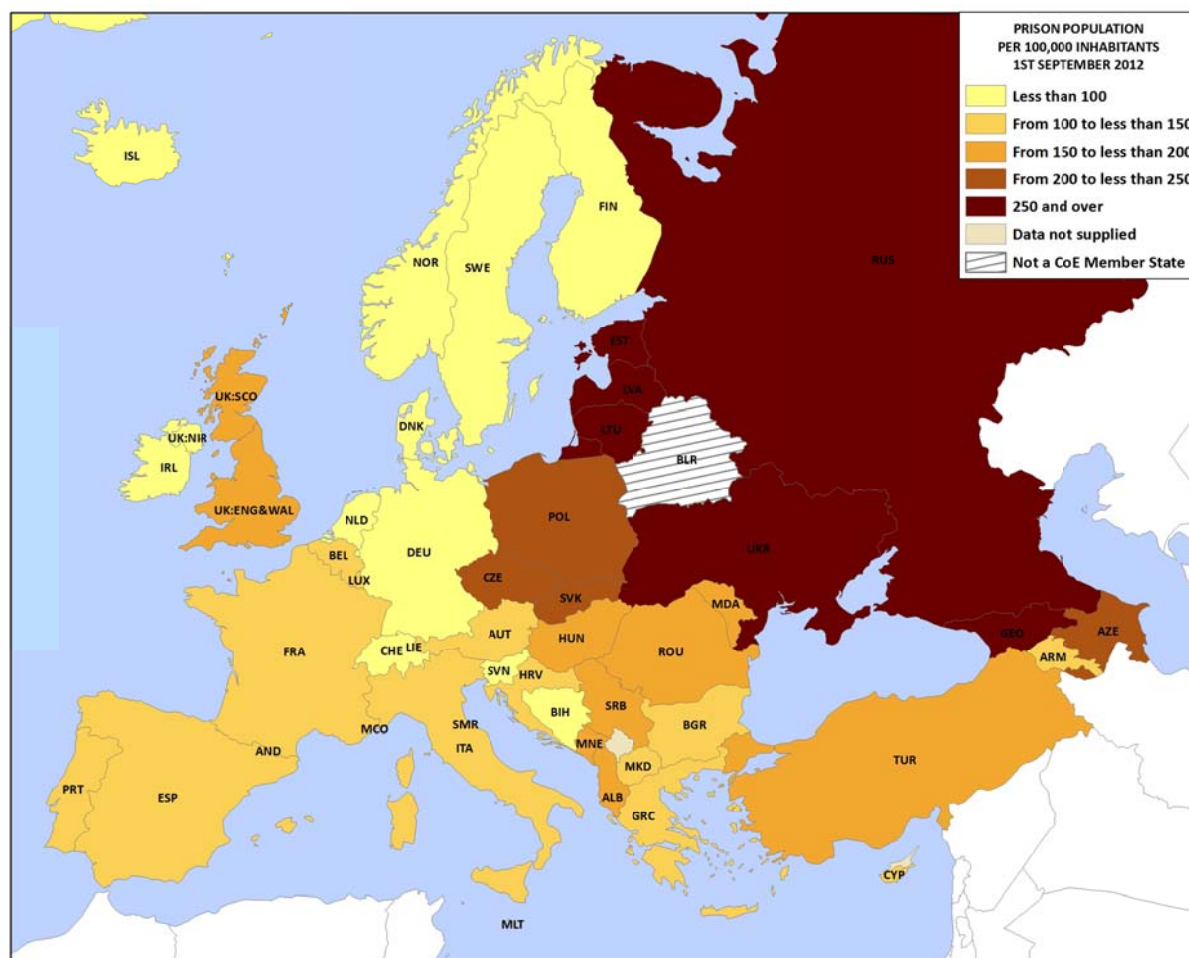 PRISON POPULATION
PER 100,000 INHABITANTS
1ST SEPTEMBER 2012
Less than 100
From 100 to less than 150
From 150 to less than 200
From 200 to less than 250
250 and over
Data not supplied
Not a CoE Member State
ISL
FIN
NOR
SWE
RUS
EST
LVA
UK:SCO
DNK
LTU
UK:NIR
BLR
IRL
UK:ENG&WAL
NLD
POL
BEL
DEU
UKR
LUX
CZE
SVK
MDA
AUT
HUN
GEO
AZE
FRA
CHE
LIE
ROU
ARM
SVN
HRV
BIH
SRB
SMR
BGR
MCO
ITA
MNE
AND
MKD
TUR
PRT
ESP
ALB
GRC
CYP
MLT